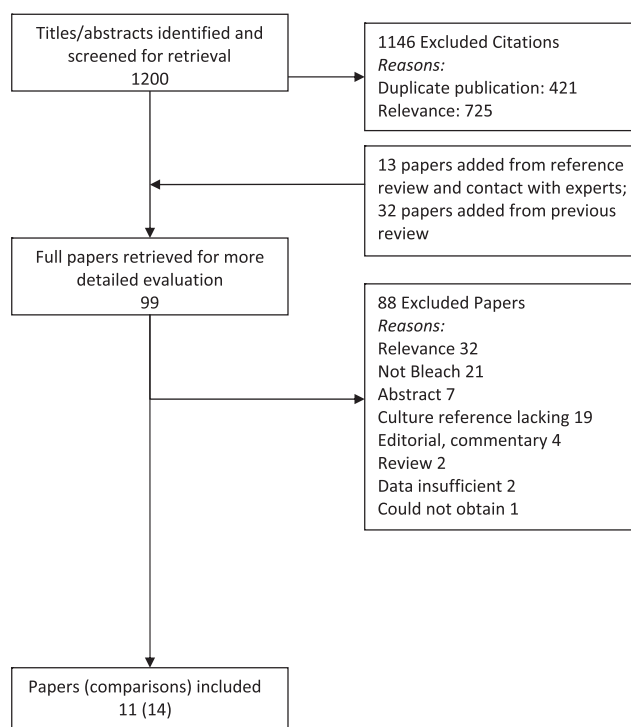 Titles/abstracts identified and
screened for retrieval
1200
1146 Excluded Citations
Reasons:
Duplicate publication: 421
Relevance: 725
13 papers added from reference
review and contact with experts;
32 papers added from previous
review
Full papers retrieved for more
detailed evaluation
99
88 Excluded Papers
Reasons:
Relevance 32
Not Bleach 21
Abstract 7
Culture reference lacking 19
Editorial, commentary 4
Review 2
Data insufficient 2
Could not obtain 1
Papers (comparisons) included
11 (14)